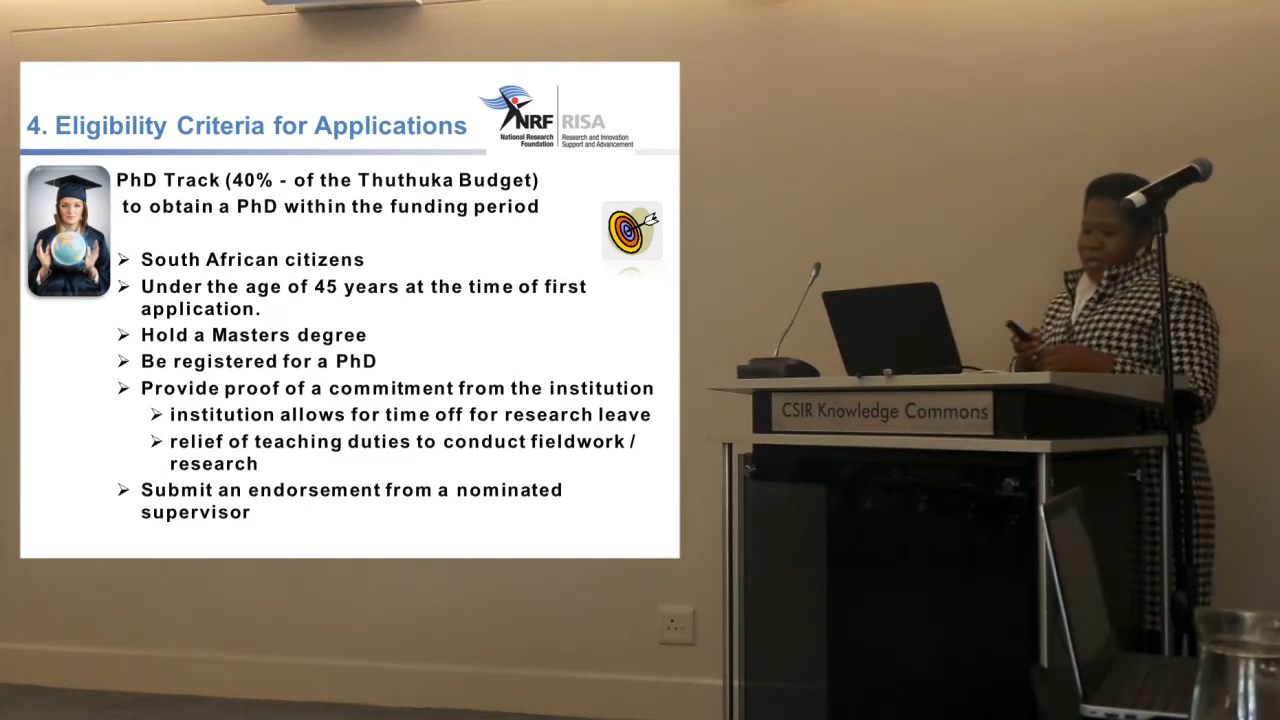 4. Eligibility Criteria for Applications
NRF
National Research
Foundation
RISA
Research and Innovation
Support and Advancement
PhD Track (40% - of the Thuthuka Budget)
to obtain a PhD within the funding period
South African citizens
Under the age of 45 years at the time of first
application.
Hold a Masters degree
Be registered for a PhD
Provide proof of a commitment from the institution
institution allows for time off for research leave
relief of teaching duties to conduct fieldwork /
research
Submit an endorsement from a nominated
supervisor
CSIR Knowledge Commons